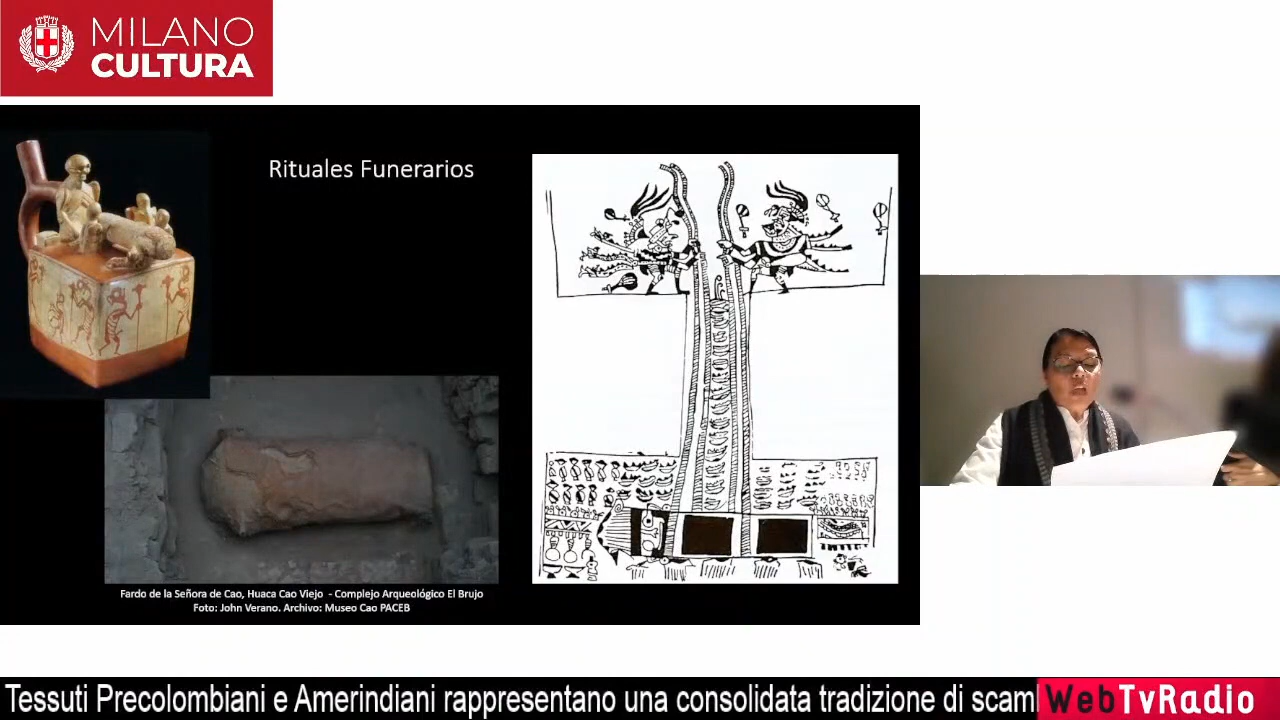 MILANO
CULTURA
Rituales Funerarios
Fardo de la Señora de Cao, Huaca Cao Viejo - Complejo Arqueológico El Brujo
Foto: John Verano. Archivo: Museo Cao PACEB
Tessuti Precolombiani e Amerindiani rappresentano una consolidata tradizione di
WebTvRadio